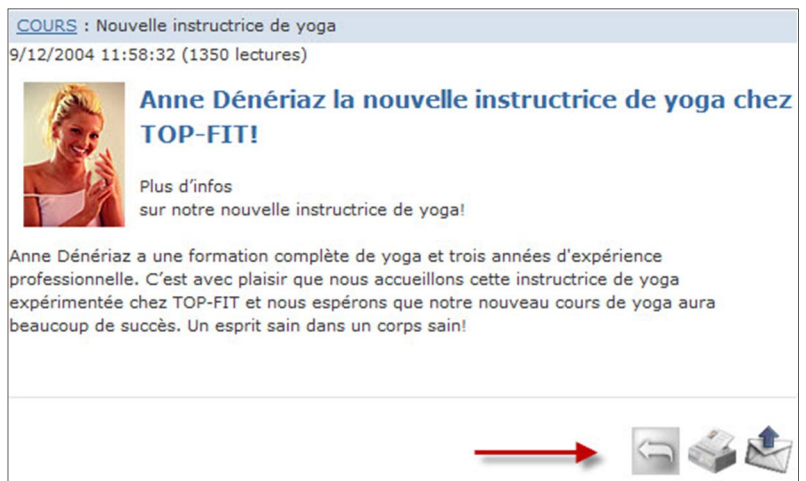 COURS : Nouvelle instructrice de yoga
9/12/2004 11:58:32 (1350 lectures)
Anne Dénériaz la nouvelle instructrice de yoga chez
TOP-FIT!
Plus d’infos
sur notre nouvelle instructrice de yoga!
Anne Dénériaz a une formation complète de yoga et trois années d'expérience
professionnelle. C’est avec plaisir que nous accueillons cette instructrice de yoga
expérimentée chez TOP-FIT et nous espérons que notre nouveau cours de yoga aura
beaucoup de succès. Un esprit sain dans un corps sain!